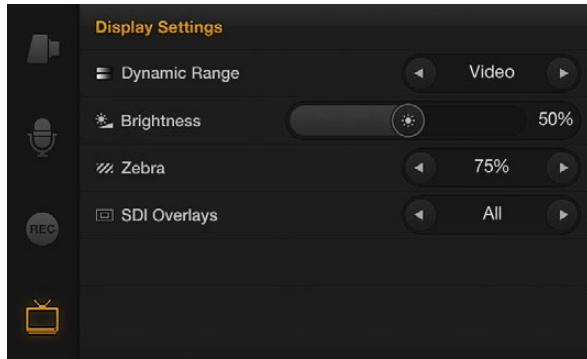 Display Settings
Dynamic Range Video
Brightness 50%
Zebra 75%
REC SDI Overlays All